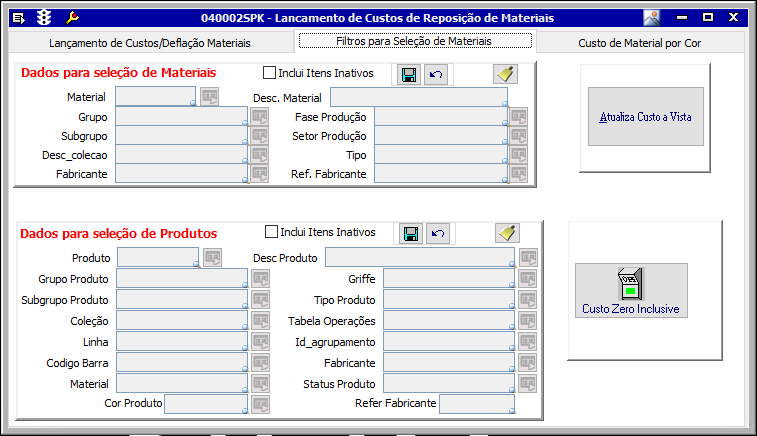 040002SPK - Lancamento de Custos de Reposição de Materiais
Lançamento de Custos/Deflação Materiais
Filtros para Seleção de Materiais
Custo de Material por Cor
Dados para seleção de Materiais
Inclui Itens Inativos
Material
Desc. Material
Grupo
Fase Produção
Subgrupo
Setor Produção
Desc_colecao
Tipo
Fabricante
Ref. Fabricante
Atualiza Custo a Vista
Dados para seleção de Produtos
Inclui Itens Inativos
Produto
Desc Produto
Grupo Produto
Griffe
Subgrupo Produto
Tipo Produto
Coleção
Tabela Operações
Linha
Id_agrupamento
Codigo Barra
Fabricante
Material
Status Produto
Cor Produto
Refer Fabricante
Custo Zero Inclusive